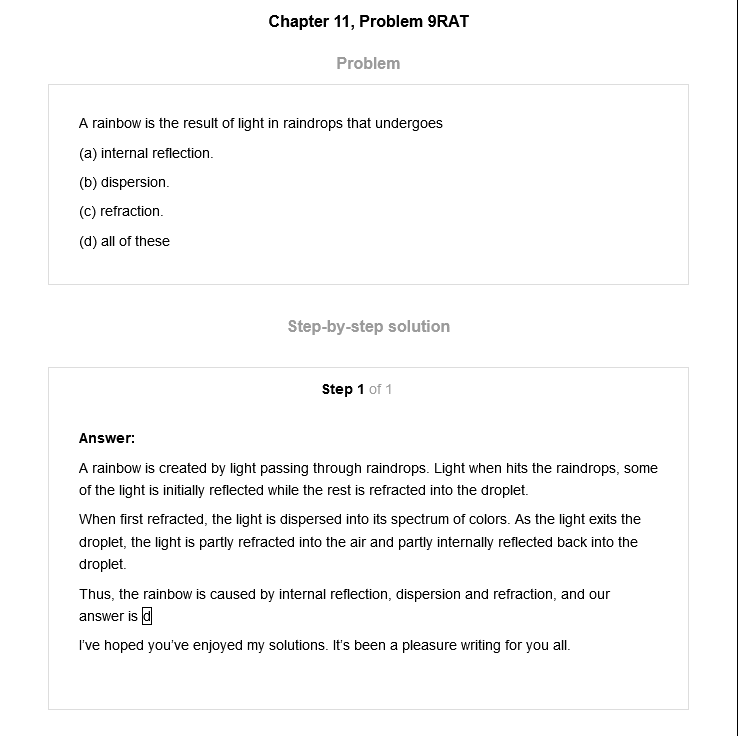 Chapter 11, Problem 9RAT
Problem
A rainbow is the result of light in raindrops that undergoes
(a) internal reflection.
(b) dispersion.
(c) refraction.
(d) all of these
Step-by-step solution
Step 1 of 1
Answer:
A rainbow is created by light passing through raindrops. Light when hits the raindrops, some
of the light is initially reflected while the rest is refracted into the droplet.
When first refracted, the light is dispersed into its spectrum of colors. As the light exits the
droplet, the light is partly refracted into the air and partly internally reflected back into the
droplet.
Thus, the rainbow is caused by internal reflection, dispersion and refraction, and our
answer is d
I've hoped you've enjoyed my solutions. It's been a pleasure writing for you all.